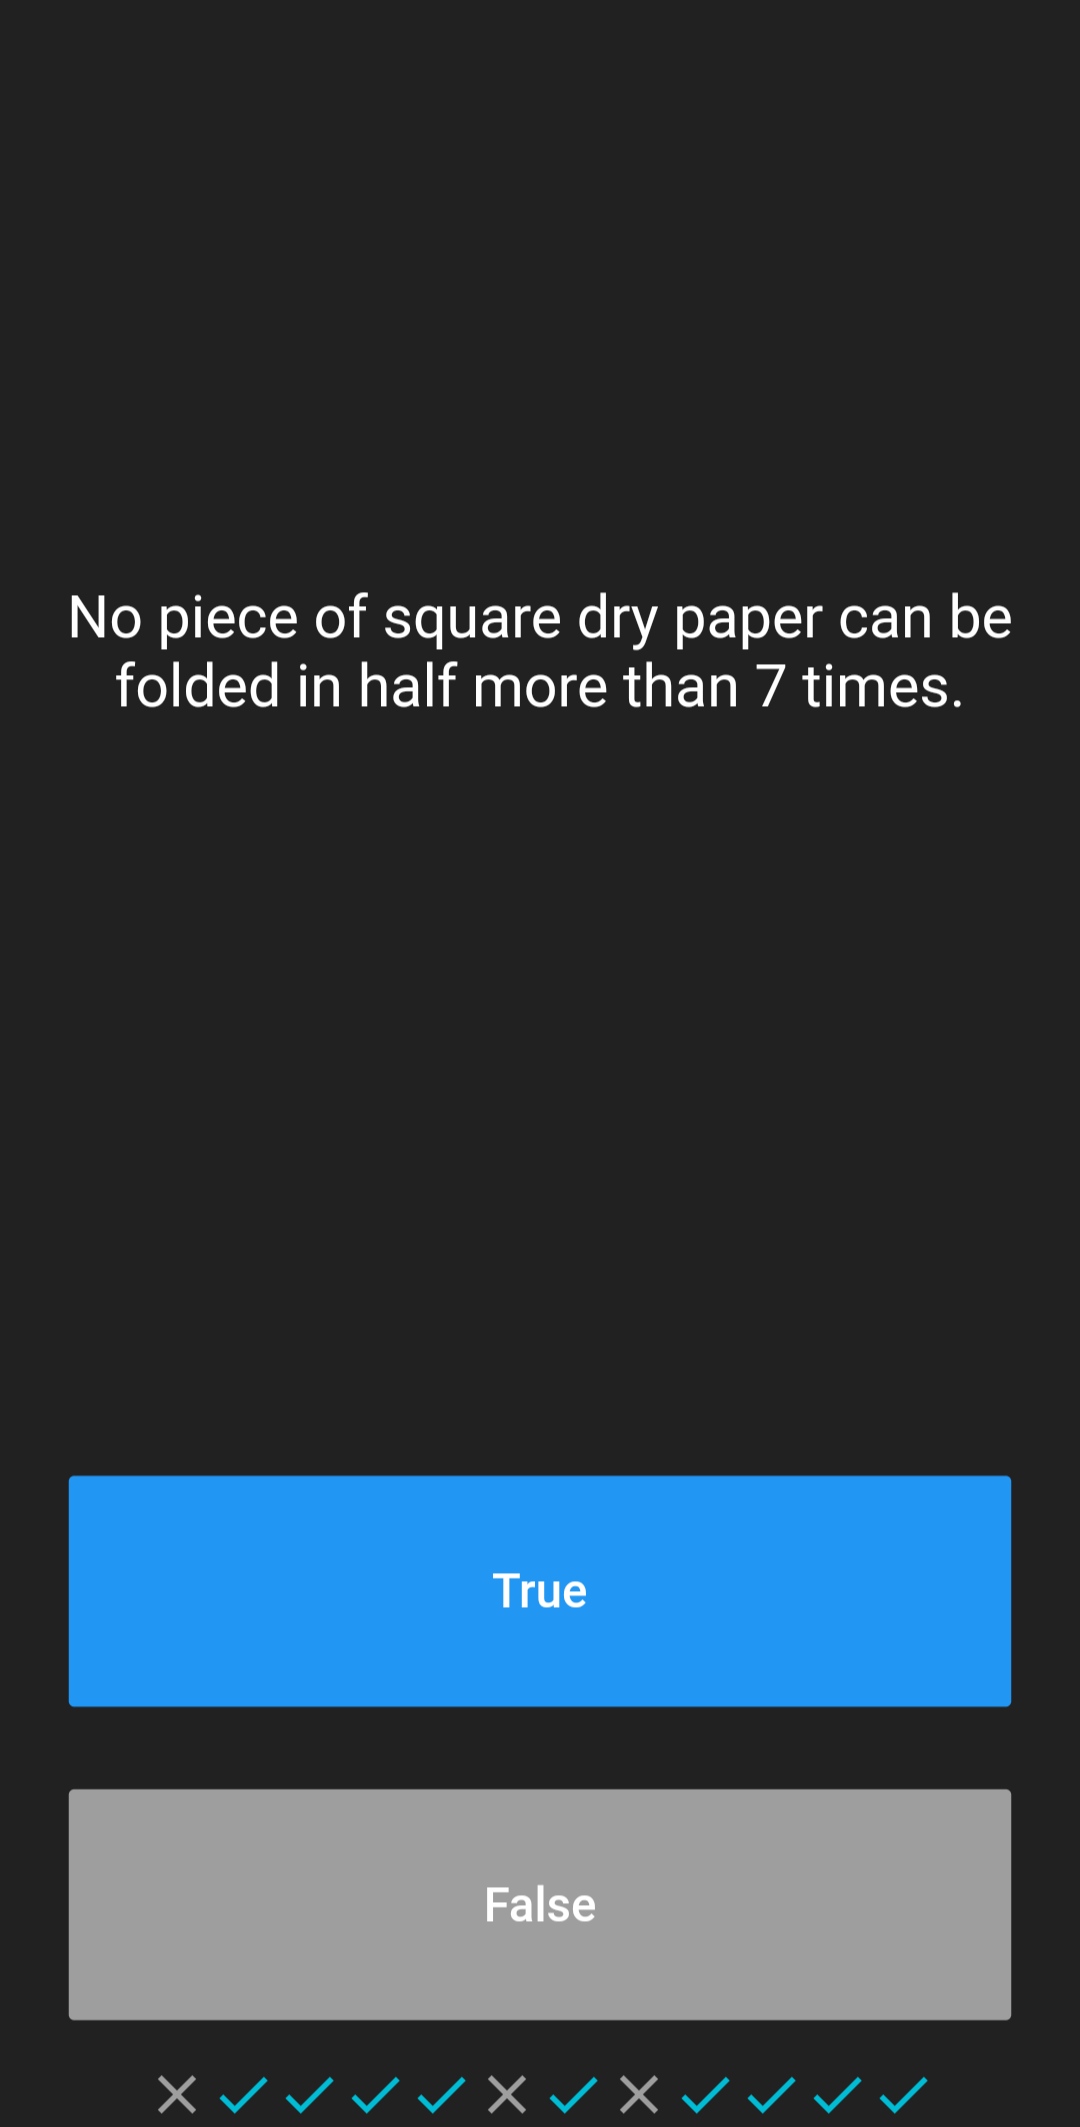 No piece of square dry paper can be
folded in half more than 7 times.
True
False